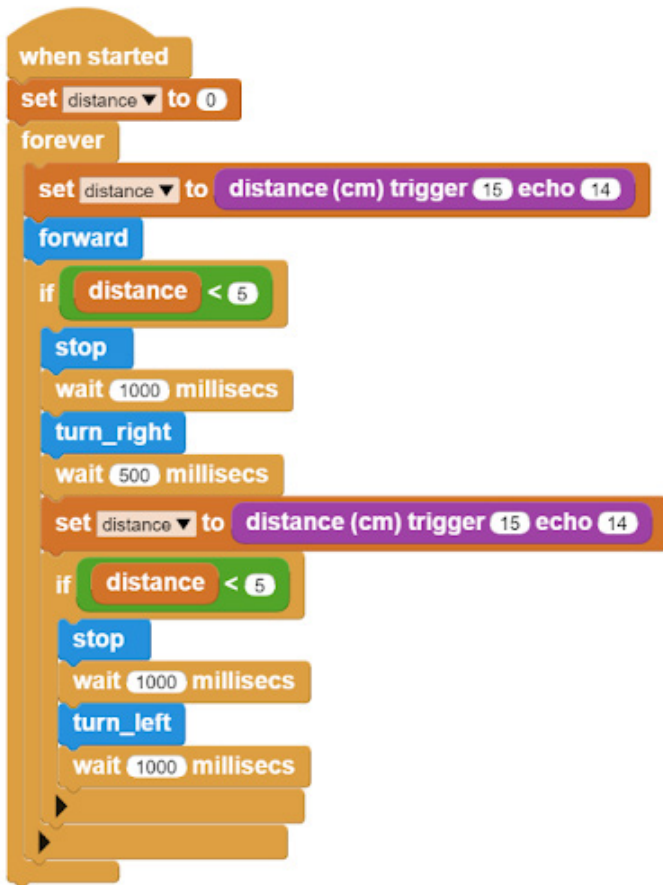 when started
set distance ▼ to 0
forever
set distance ▼ to distance (cm) trigger 15 echo 14
forward
if distance < 5
stop
wait 1000 millisecs
turn_right
wait 500 millisecs
set distance ▼ to distance (cm) trigger 15 echo 14
if distance < 5
stop
wait 1000 millisecs
turn_left
wait 1000 millisecs